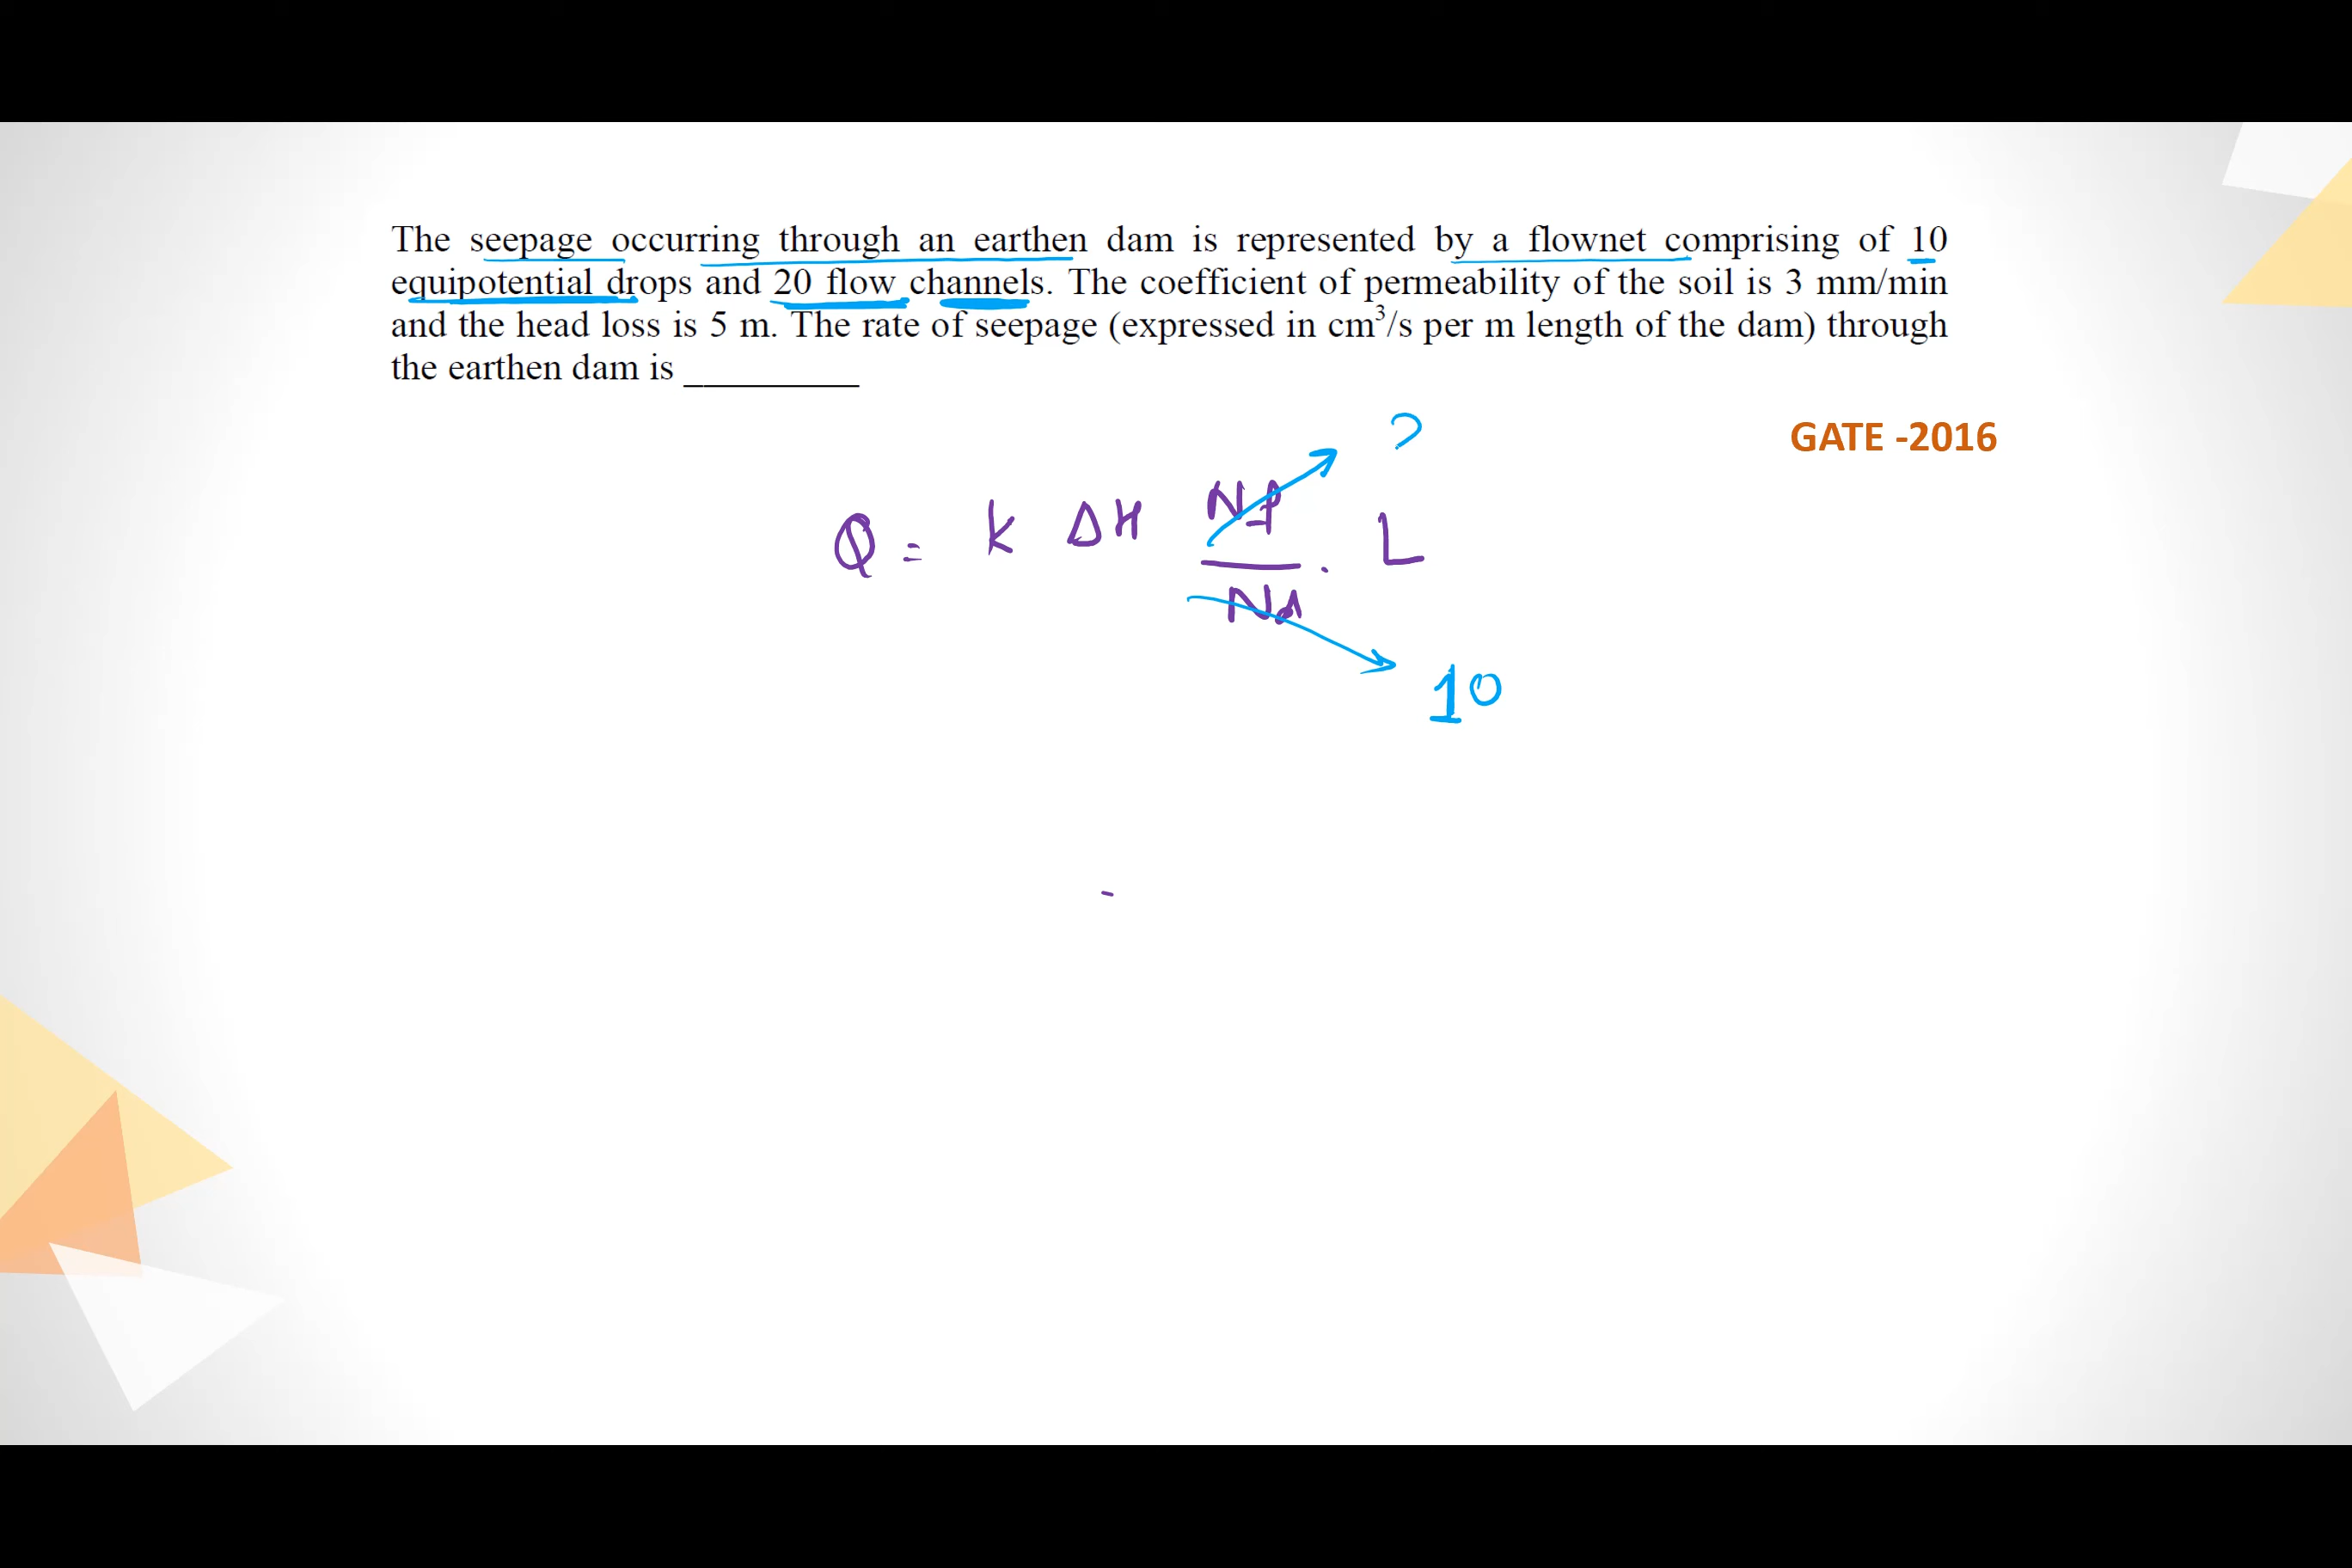 The seepage occurring through an earthen dam is represented by a flownet comprising of 10
equipotential drops and 20 flow channels. The coefficient of permeability of the soil is 3 mm/min
and the head loss is 5 m. The rate of seepage (expressed in cm³/s per m length of the dam) through
the earthen dam is _________
GATE -2016
Q = k ΔH Nf/Nd . L
10